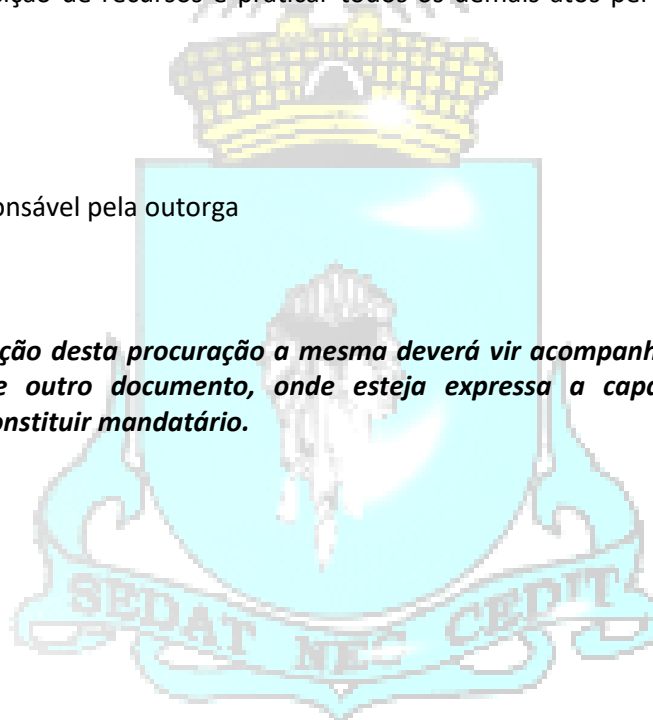 ição de recursos e praticar todos os demais atos per
onsável pela outorga
ção desta procuração a mesma deverá vir acompanh
e outro documento, onde esteja expressa a capa
onstituir mandatário.
SEDAT NEC CEDIT